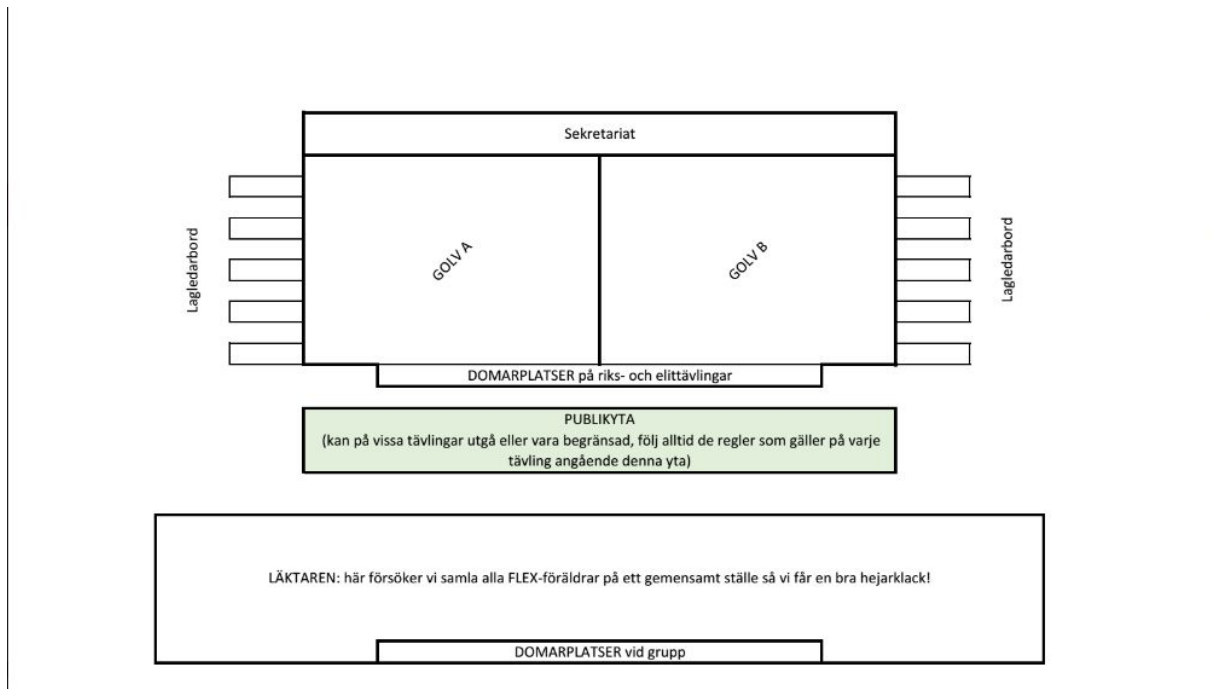 Sekretariat
Lagledarbord
GOLV A
GOLV B
Lagledarbord
DOMARPLATSER på riks- och elittävlingar
PUBLIKYTA
(kan på vissa tävlingar utgå eller vara begränsad, följ alltid de regler som gäller på varje
tävling angående denna yta)
LÄKTAREN: här försöker vi samla alla FLEX-föräldrar på ett gemensamt ställe så vi får en bra hejarklack!
DOMARPLATSER vid grupp